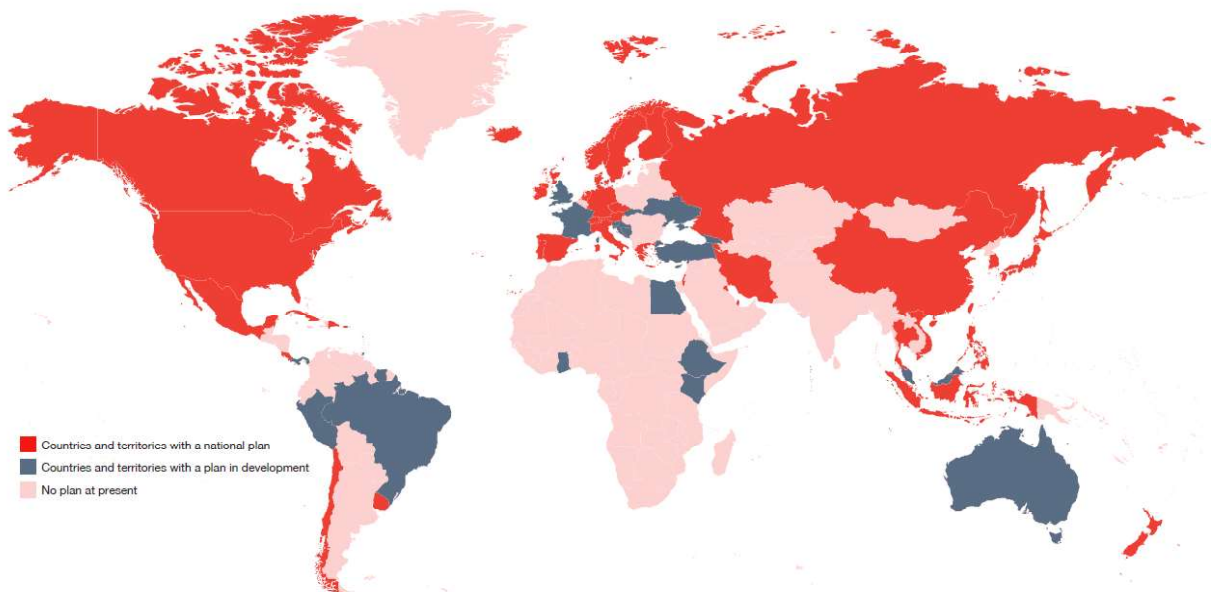 Countries and territories with a national plan
Countries and territories with a plan in development
No plan at present